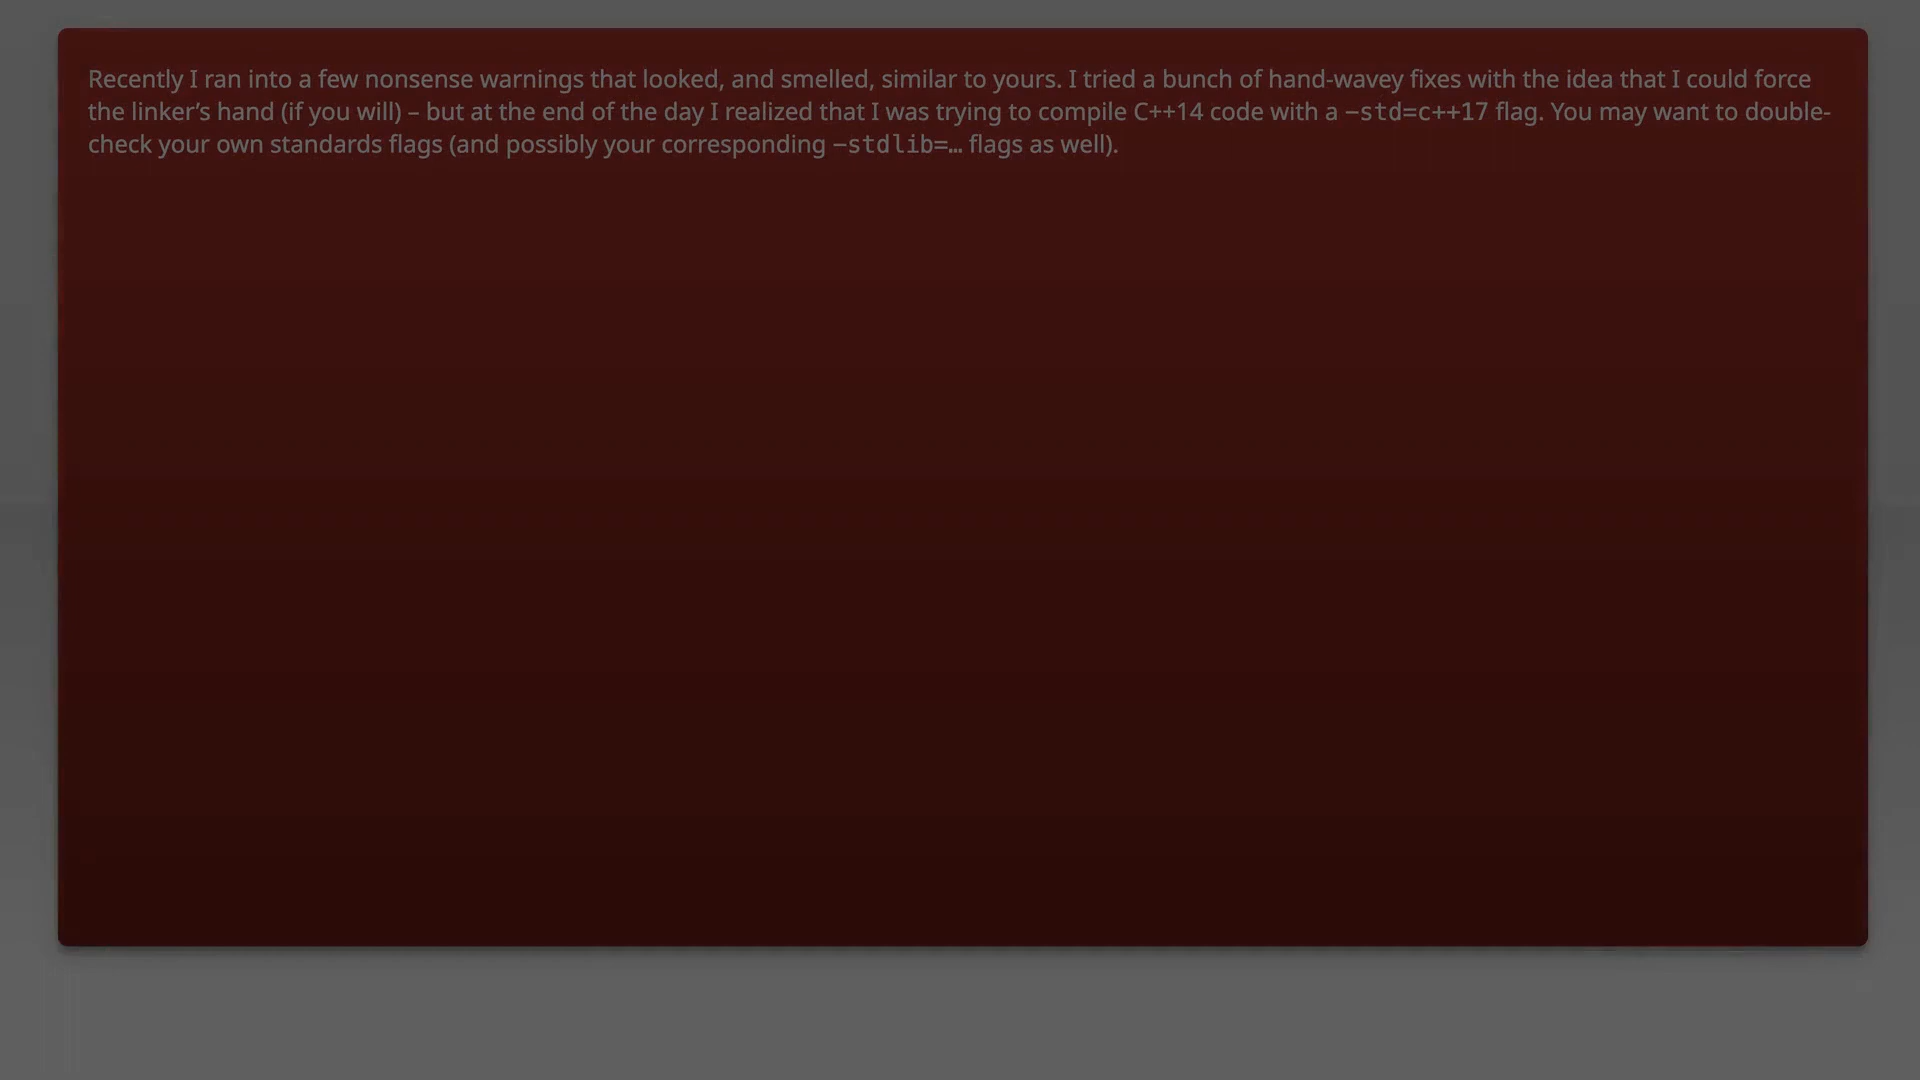 Recently I ran into a few nonsense warnings that looked, and smelled, similar to yours. I tried a bunch of hand-wavey fixes with the idea that I could force
the linker’s hand (if you will) – but at the end of the day I realized that I was trying to compile C++14 code with a −std=c++17 flag. You may want to double-
check your own standards flags (and possibly your corresponding −stdlib=… flags as well).